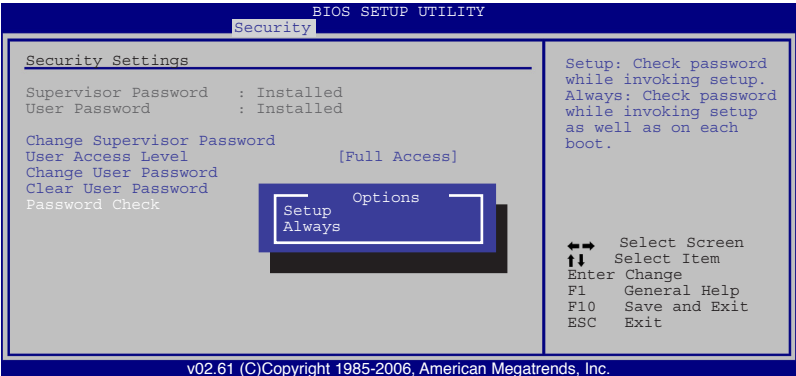 BIOS SETUP UTILITY
Security
Security Settings
Supervisor Password : Installed
User Password : Installed
Change Supervisor Password
User Access Level [Full Access]
Change User Password
Clear User Password
Password Check
Options
Setup
Always
Setup: Check password
while invoking setup.
Always: Check password
while invoking setup
as well as on each
boot.
←→ Select Screen
↑↓ Select Item
Enter Change
F1 General Help
F10 Save and Exit
ESC Exit
v02.61 (C)Copyright 1985-2006, American Megatrends, Inc.